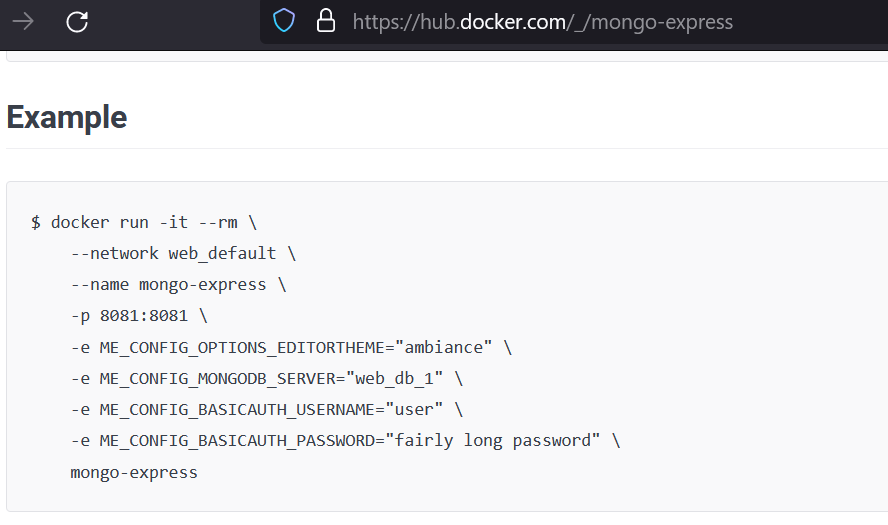 https://hub.docker.com/_/mongo-express
Example
$ docker run -it --rm \
--network web_default \
--name mongo-express \
-p 8081:8081 \
-e ME_CONFIG_OPTIONS_EDITORTHEME="ambiance" \
-e ME_CONFIG_MONGODB_SERVER="web_db_1" \
-e ME_CONFIG_BASICAUTH_USERNAME="user" \
-e ME_CONFIG_BASICAUTH_PASSWORD="fairly long password" \
mongo-express